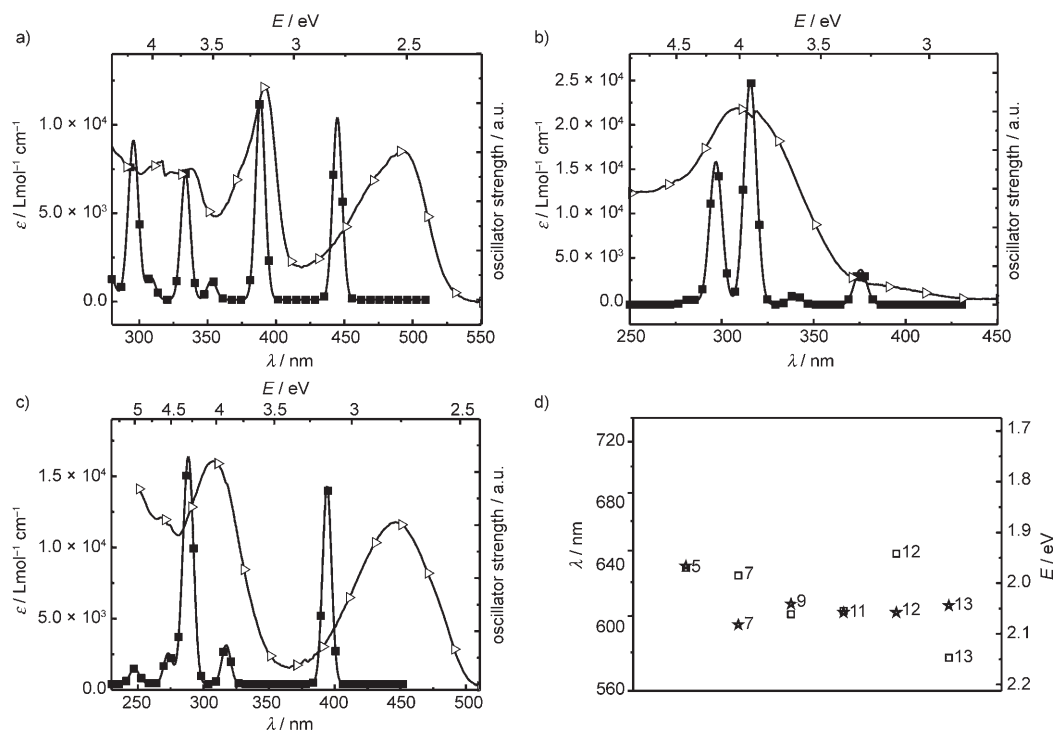 a)
E / eV
4 3.5 3 2.5
ε / Lmol⁻¹ cm⁻¹
1.0 × 10⁴
5.0 × 10³
0.0
oscillator strength / a.u.
300 350 400 450 500 550
λ / nm
b)
E / eV
4.5 4 3.5 3
ε / Lmol⁻¹ cm⁻¹
2.5 × 10⁴
2.0 × 10⁴
1.5 × 10⁴
10 × 10⁴
5.0 × 10³
0.0
oscillator strength / a.u.
250 300 350 400 450
λ / nm
c)
E / eV
5 4.5 4 3.5 3 2.5
ε / Lmol⁻¹ cm⁻¹
1.5 × 10⁴
1.0 × 10⁴
5.0 × 10³
0.0
oscillator strength / a.u.
250 300 350 400 450 500
λ / nm
d)
λ / nm
720
680
640
600
560
5
7
7
9
11
12
12
13
13
1.7
1.8
1.9
2.0
2.1
2.2
E / eV